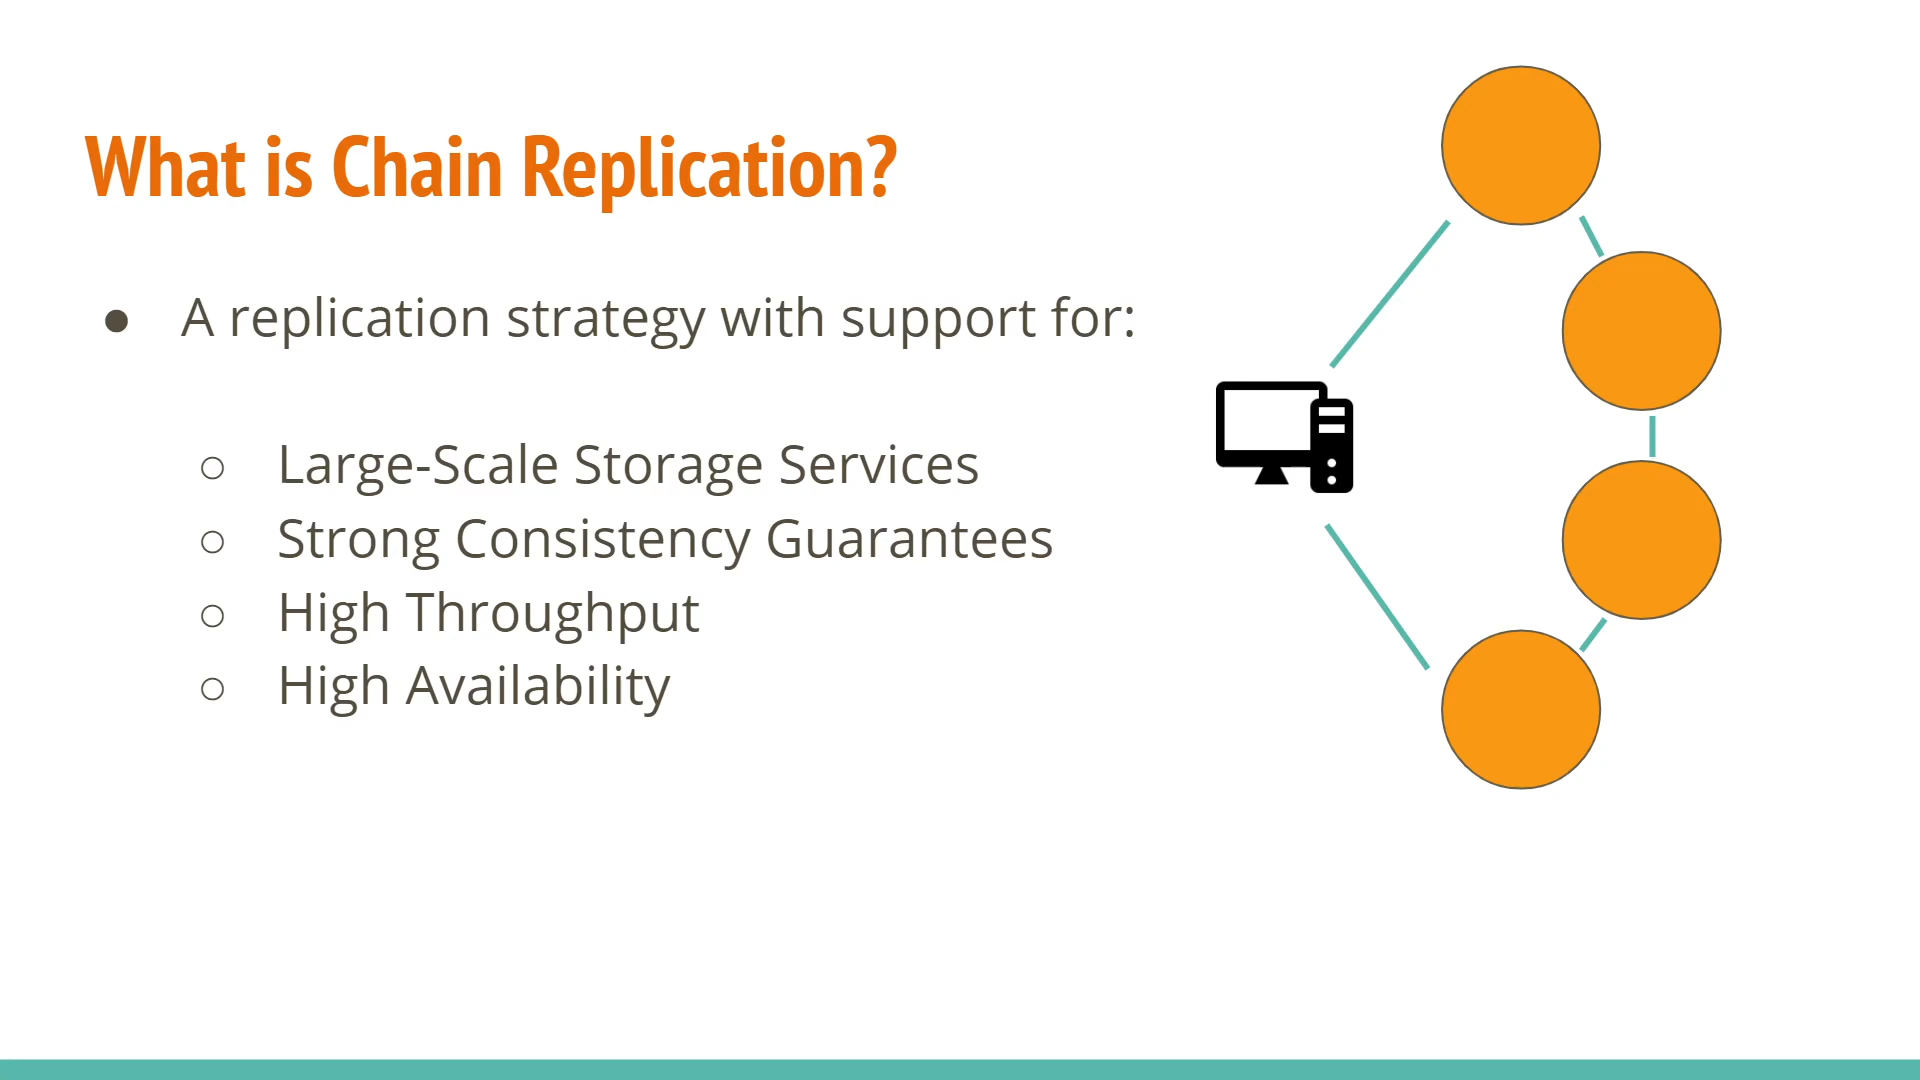 What is Chain Replication?
● A replication strategy with support for:
○ Large-Scale Storage Services
○ Strong Consistency Guarantees
○ High Throughput
○ High Availability